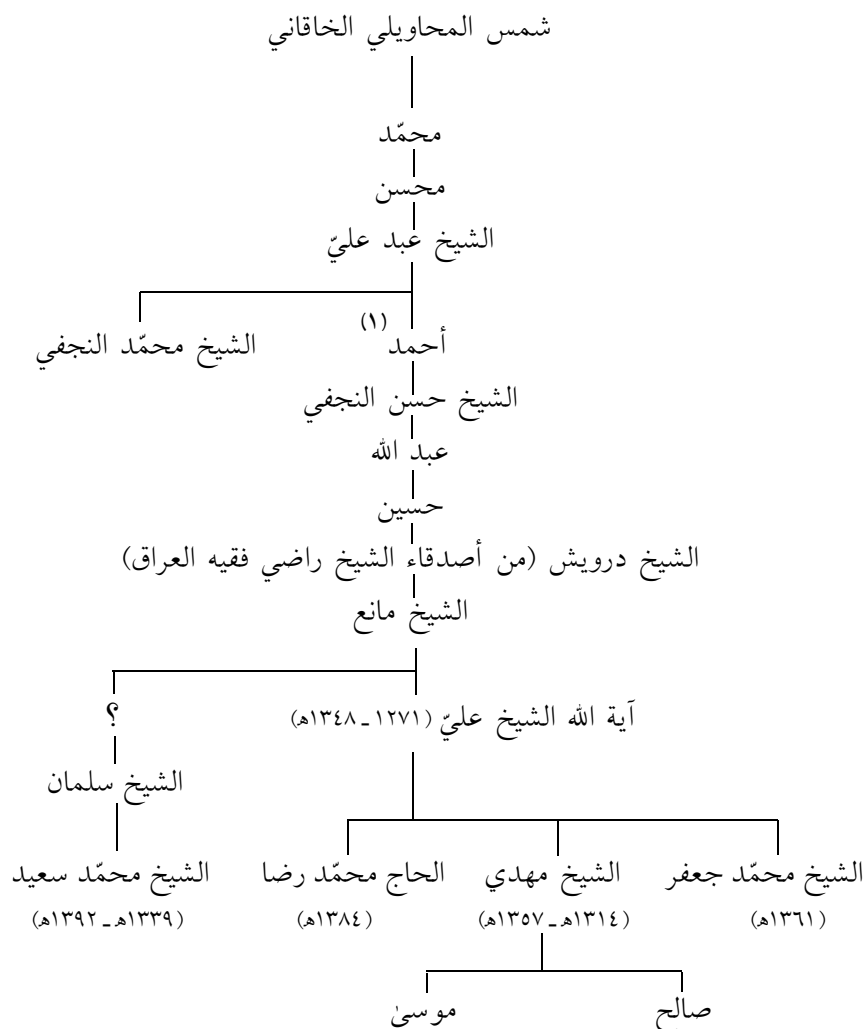 شمس المحاويلي الخاقاني
محمّد
محسن
الشيخ عبد عليّ
أحمد (١) الشيخ محمّد النجفي
الشيخ حسن النجفي
عبد الله
حسين
الشيخ درويش (من أصدقاء الشيخ راضي فقيه العراق)
الشيخ مانع
آية الله الشيخ عليّ (١٢٧١ ـ ١٣٤٨هـ) ؟
الشيخ سلمان
الشيخ محمّد جعفر الشيخ مهدي الحاج محمّد رضا الشيخ محمّد سعيد
(١٣٦١هـ) (١٣١٤هـ ـ ١٣٥٧هـ) (١٣٨٤هـ) (١٣٣٩هـ ـ ١٣٩٢هـ)
صالح موسىٰ